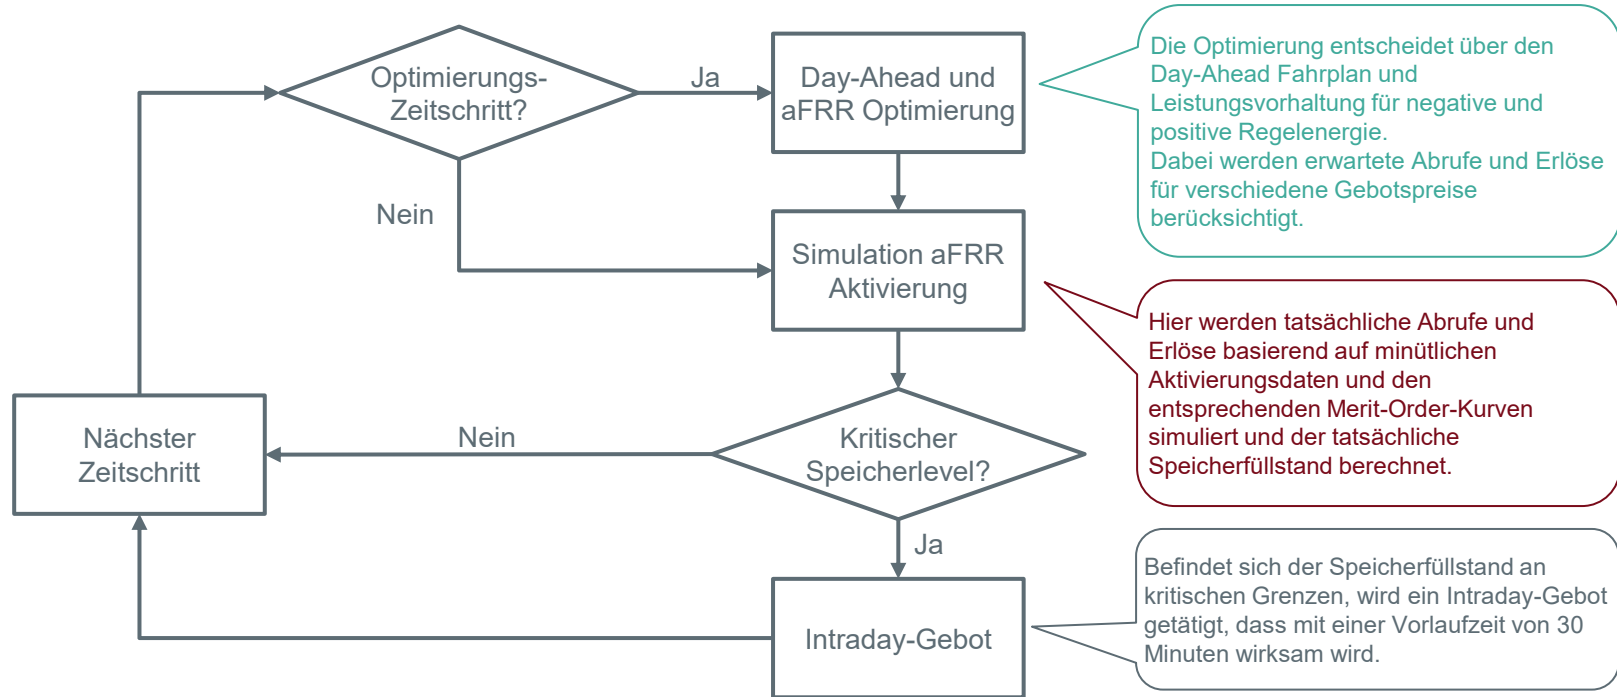 Optimierungs-
Zeitschritt?
Ja
Day-Ahead und
aFRR Optimierung
Die Optimierung entscheidet über den
Day-Ahead Fahrplan und
Leistungsvorhaltung für negative und
positive Regelenergie.
Dabei werden erwartete Abrufe und Erlöse
für verschiedene Gebotspreise
berücksichtigt.
Nein
Simulation aFRR
Aktivierung
Hier werden tatsächliche Abrufe und
Erlöse basierend auf minütlichen
Aktivierungsdaten und den
entsprechenden Merit-Order-Kurven
simuliert und der tatsächliche
Speicherfüllstand berechnet.
Nächster
Zeitschritt
Nein
Kritischer
Speicherlevel?
Ja
Intraday-Gebot
Befindet sich der Speicherfüllstand an
kritischen Grenzen, wird ein Intraday-Gebot
getätigt, dass mit einer Vorlaufzeit von 30
Minuten wirksam wird.